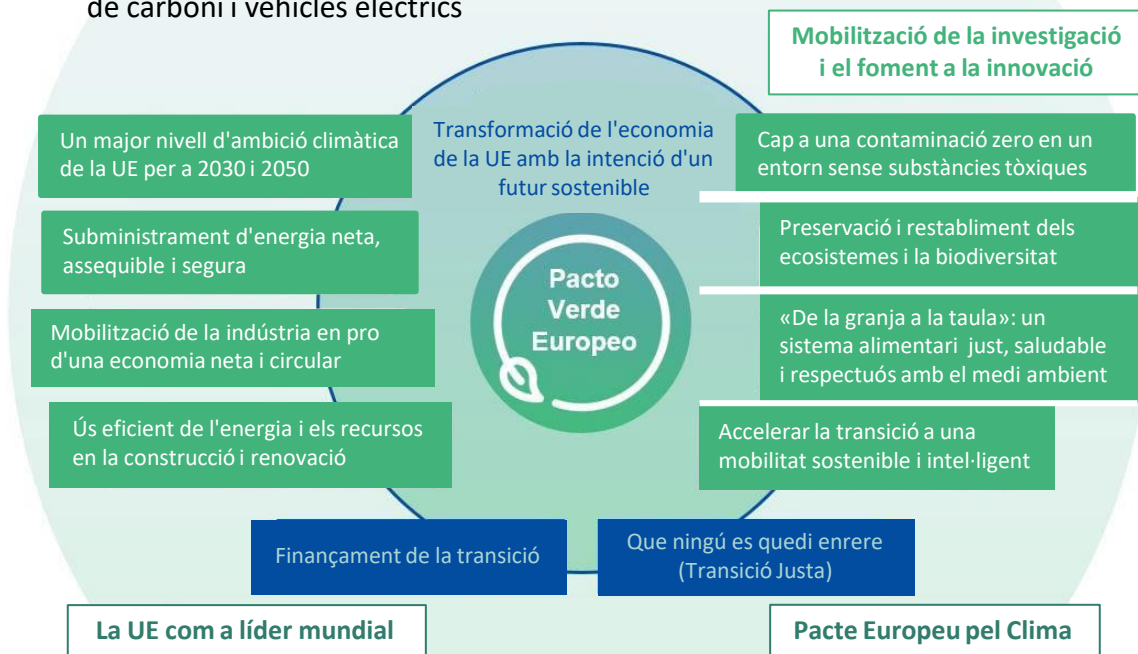 de carboni i vehicles elèctrics
Mobilització de la investigació
i el foment a la innovació
Un major nivell d'ambició climàtica
de la UE per a 2030 i 2050
Transformació de l'economia
de la UE amb la intenció d'un
futur sostenible
Cap a una contaminació zero en un
entorn sense substàncies tòxiques
Subministrament d'energia neta,
assequible i segura
Preservació i restabliment dels
ecosistemes i la biodiversitat
Pacto
Verde
Europeo
Mobilització de la indústria en pro
d'una economia neta i circular
«De la granja a la taula»: un
sistema alimentari just, saludable
i respectuós amb el medi ambient
Ús eficient de l'energia i els recursos
en la construcció i renovació
Accelerar la transició a una
mobilitat sostenible i intel·ligent
Finançament de la transició
Que ningú es quedi enrere
(Transició Justa)
La UE com a líder mundial
Pacte Europeu pel Clima